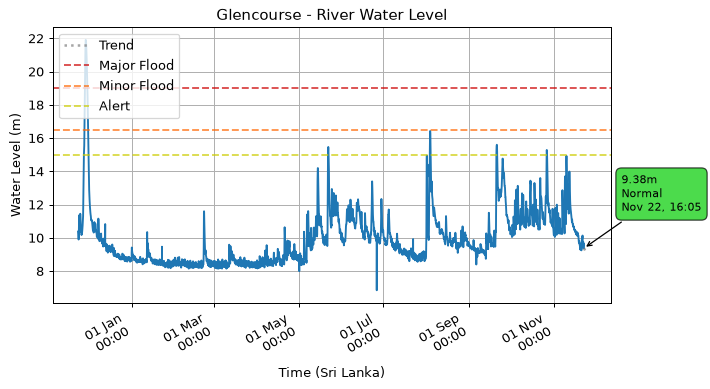 Glencourse - River Water Level
Trend
Major Flood
Minor Flood
Alert
22
20
18
16
14
12
10
8
Water Level (m)
9.38m
Normal
Nov 22, 16:05
01 Jan
00:00
01 Mar
00:00
01 May
00:00
01 Jul
00:00
01 Sep
00:00
01 Nov
00:00
Time (Sri Lanka)